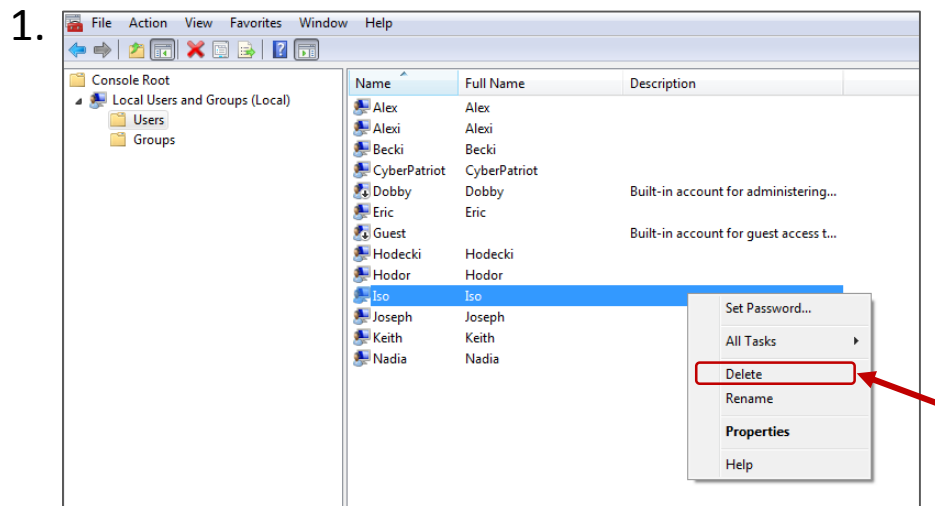 1.
File Action View Favorites Window Help
Console Root
Local Users and Groups (Local)
Users
Groups
Name Full Name Description
Alex Alex
Alexi Alexi
Becki Becki
CyberPatriot CyberPatriot
Dobby Dobby Built-in account for administering...
Eric Eric
Guest Built-in account for guest access t...
Hodecki Hodecki
Hodor Hodor
Iso Iso
Joseph Joseph
Keith Keith
Nadia Nadia
Set Password...
All Tasks
Delete
Rename
Properties
Help